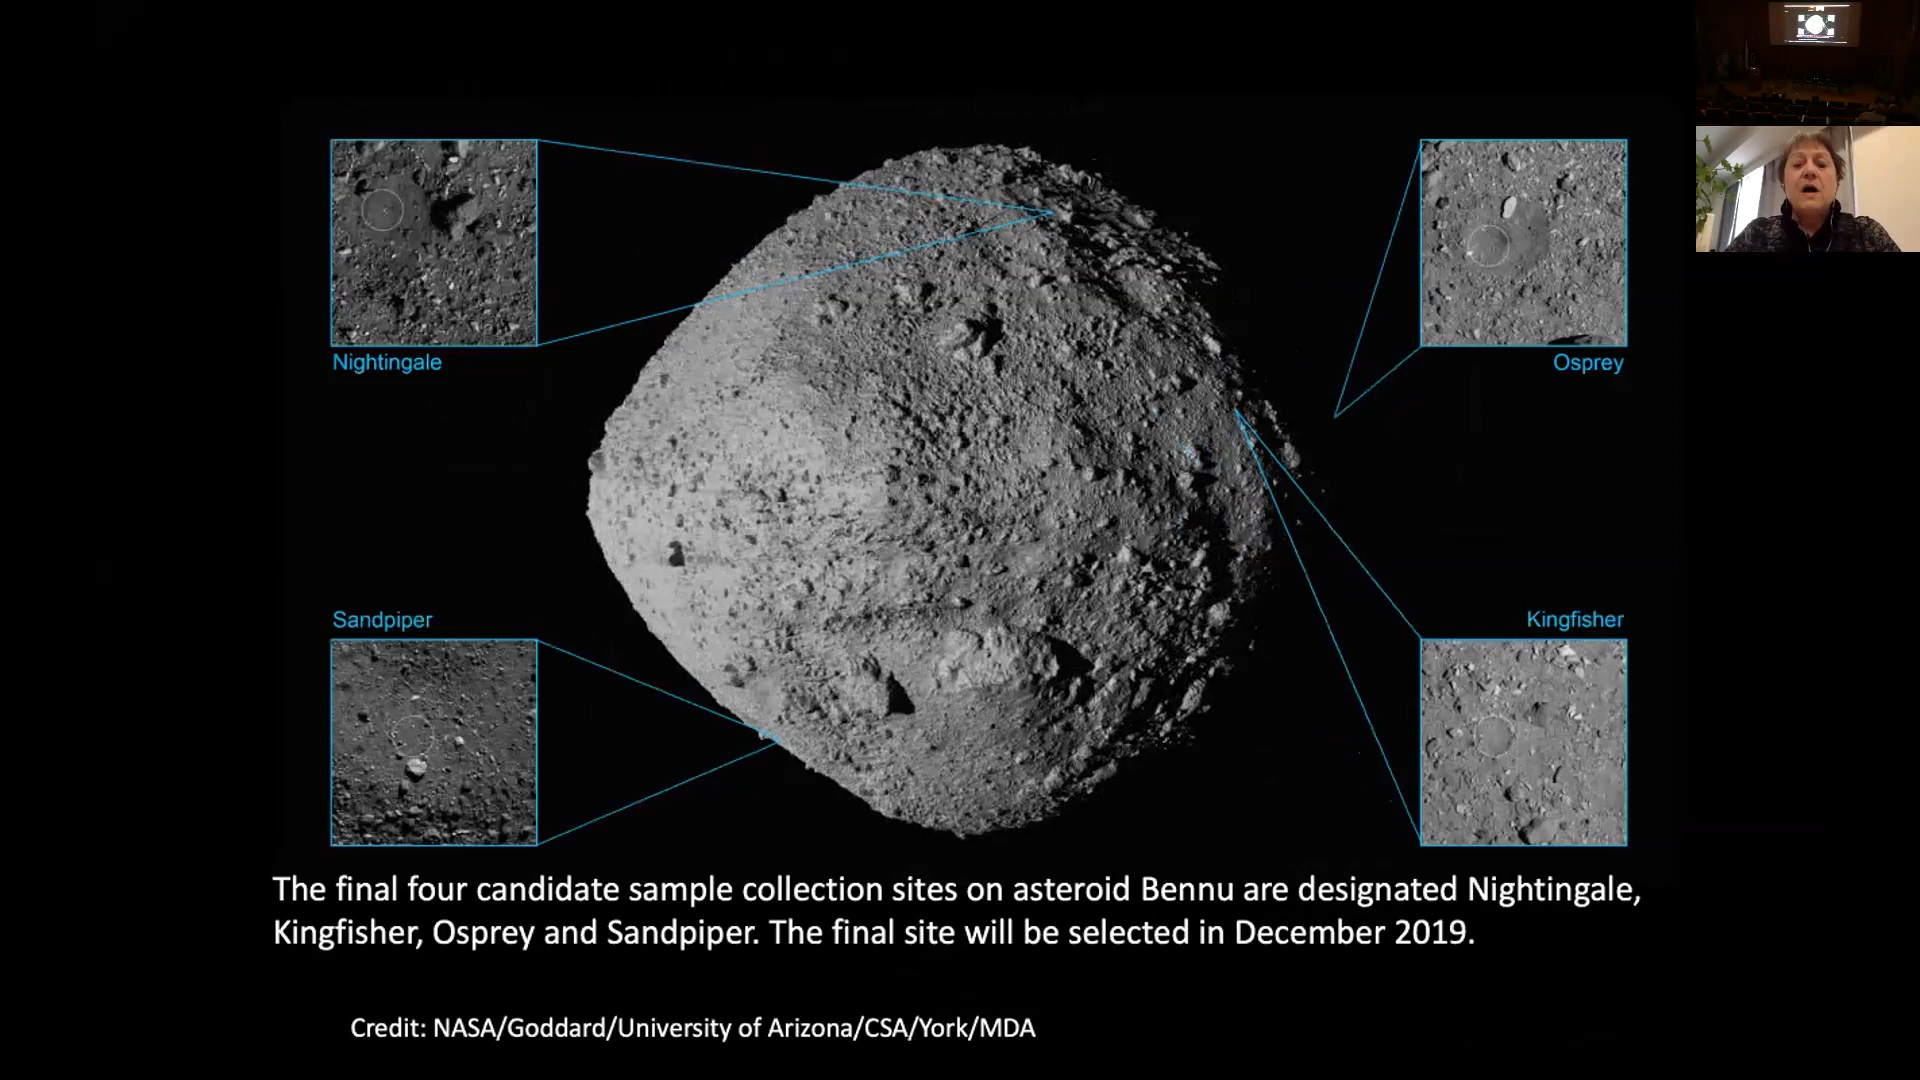 Nightingale
Osprey
Sandpiper
Kingfisher
The final four candidate sample collection sites on asteroid Bennu are designated Nightingale,
Kingfisher, Osprey and Sandpiper. The final site will be selected in December 2019.
Credit: NASA/Goddard/University of Arizona/CSA/York/MDA